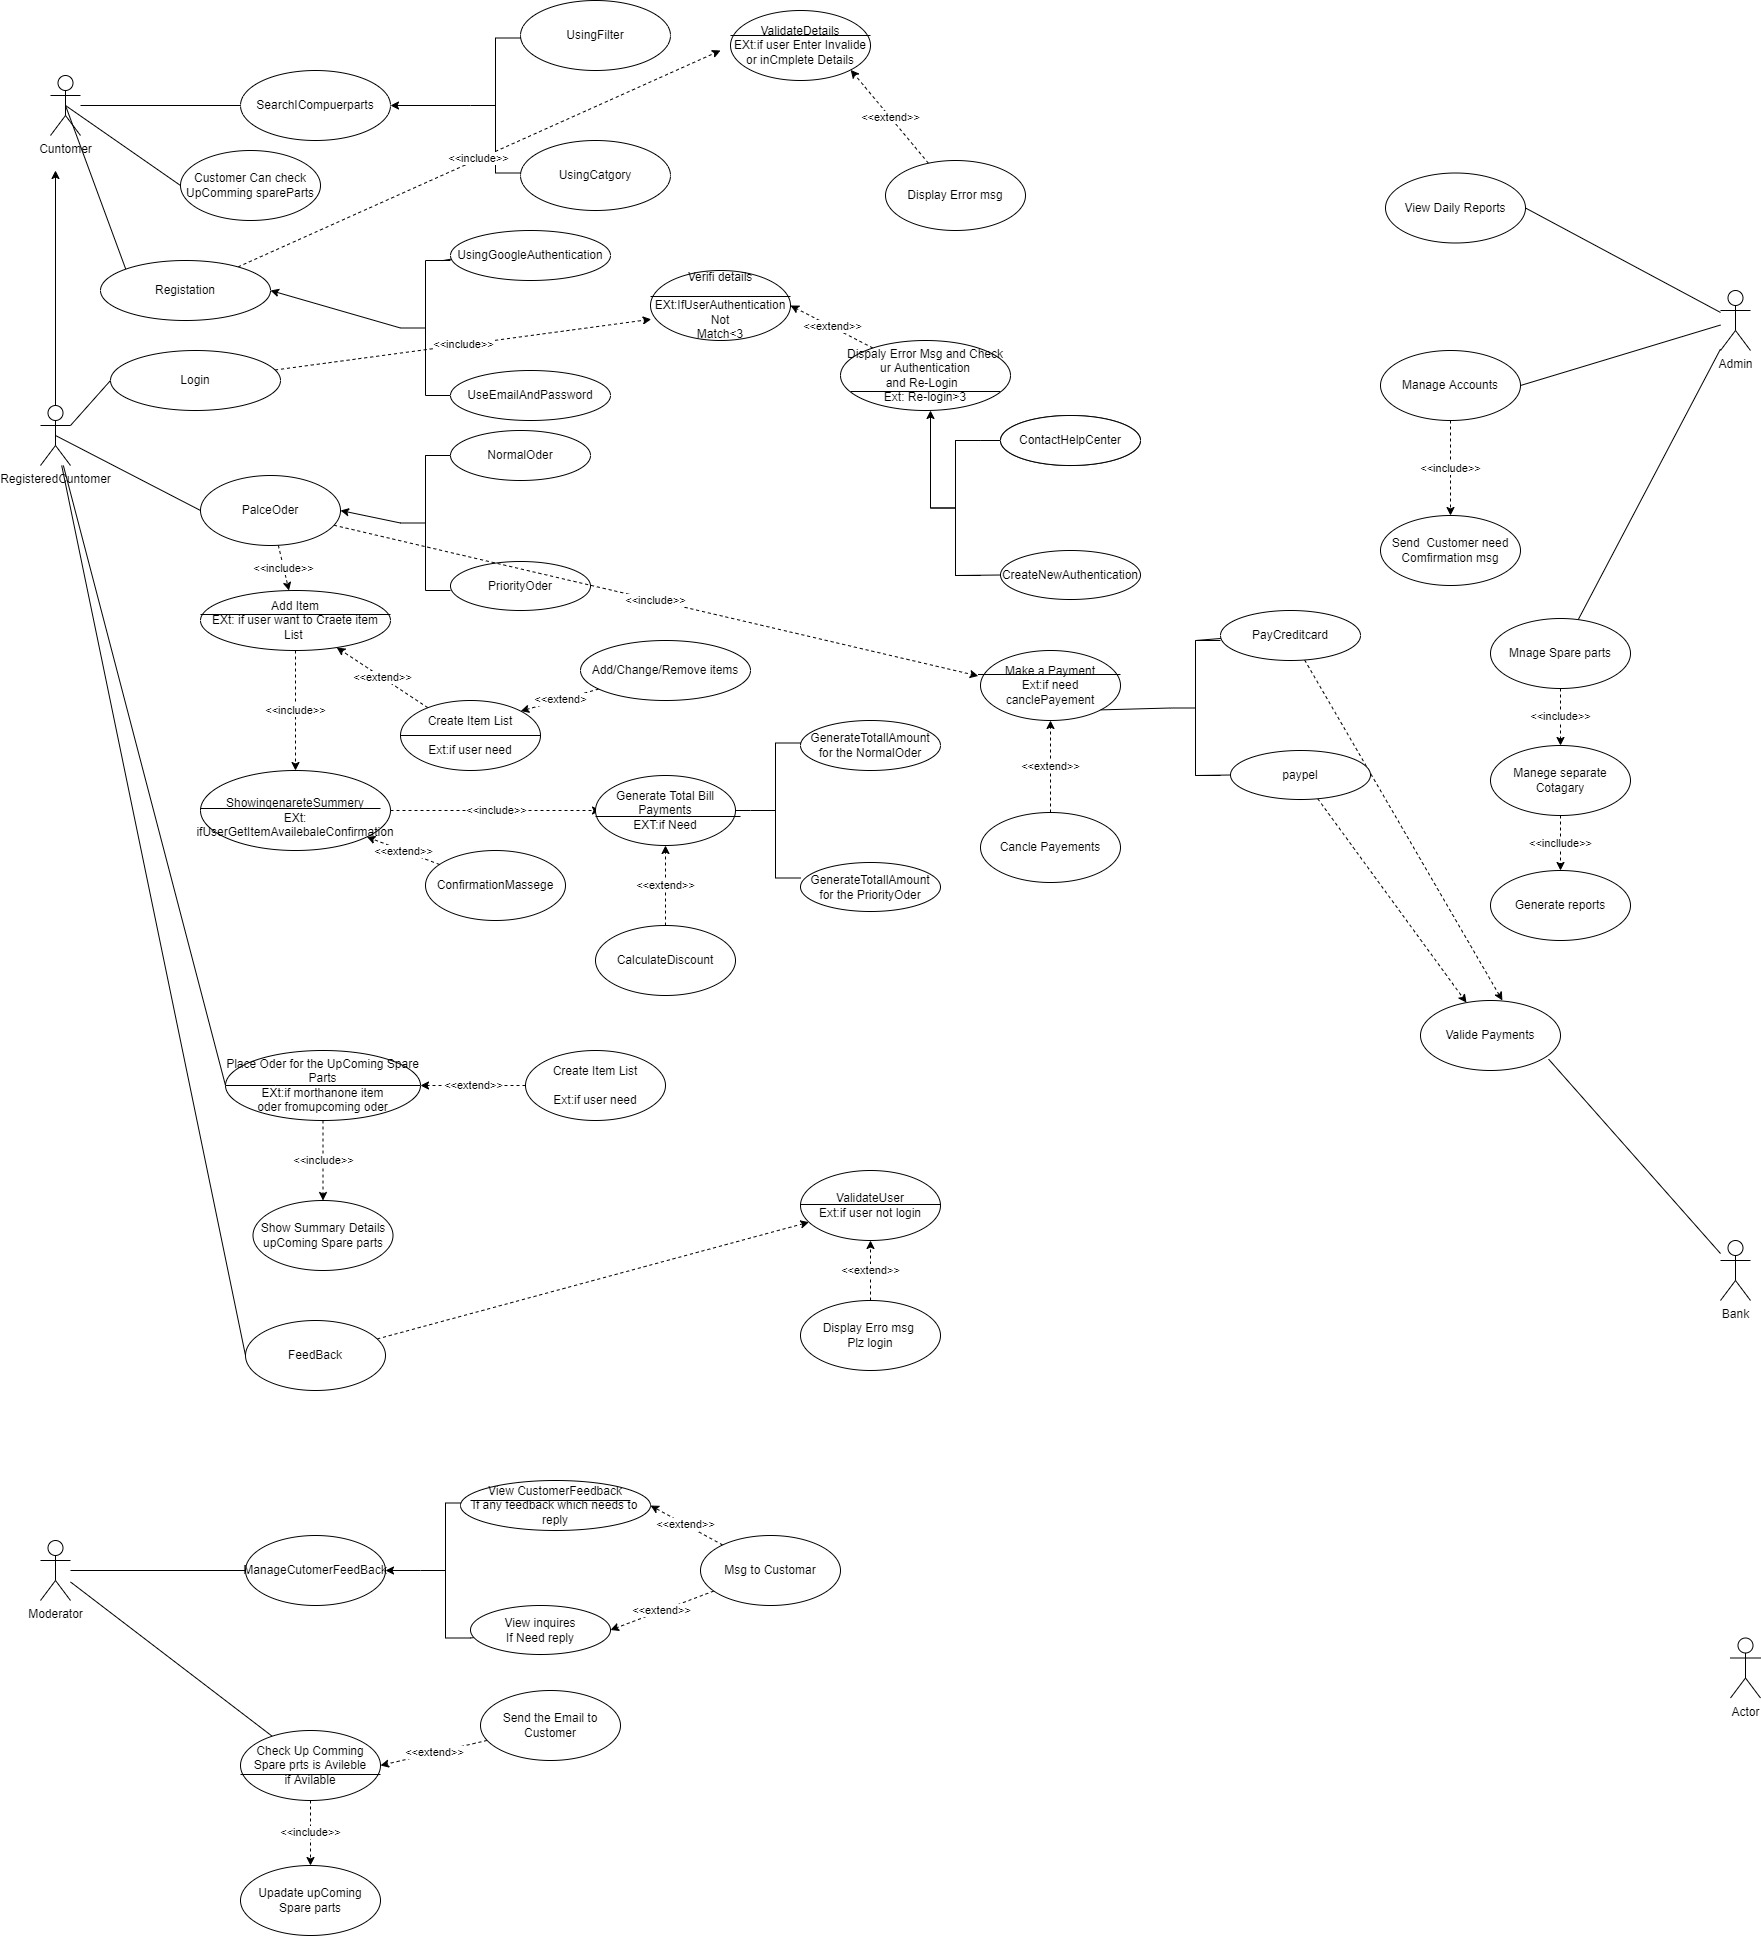 UsingFilter
ValidateDetails
EXt:if user Enter Invalide
or inCmplete Details
SearchlCompuerparts
<<extend>>
Cuntomer
<<include>>
UsingCatgory
Customer Can check
UpComming spareParts
Display Error msg
View Daily Reports
UsingGoogleAuthentication
Registation
Verifi details
EXt:IfUserAuthentication
Not
Match<3
<<extend>>
<<include>>
Dispaly Error Msg and Check
ur Authentication
and Re-Login
Ext: Re-login>3
Admin
Login
Manage Accounts
UseEmailAndPassword
ContactHelpCenter
NormalOder
<<include>>
RegisteredCuntomer
PalceOder
Send  Customer need
Comfirmation msg
<<include>>
CreateNewAuthentication
PriorityOder
<<include>>
Add Item
EXt: if user want to Craete item
List
PayCreditcard
Mnage Spare parts
Add/Change/Remove items
<<extend>>
Make a Payment
Ext:if need
canclePayement
<<extend>
<<include>>
Create Item List
Ext:if user need
<<include>>
GenerateTotallAmount
for the NormalOder
<<extend>>
paypel
Manege separate
Cotagary
ShowingenareteSummery
EXt:
ifUserGetItemAvailebaleConfirmation
<<include>>
Generate Total Bill
Payments
EXT:if Need
<<extend>>
Cancle Payements
<<include>>
ConfirmationMassege
<<extend>>
GenerateTotallAmount
for the PriorityOder
Generate reports
CalculateDiscount
Valide Payments
Place Oder for the UpComing Spare
Parts
EXt:if morthanone item
oder fromupcoming oder
<<extend>>
Create Item List
Ext:if user need
<<include>>
ValidateUser
Ext:if user not login
Show Summary Details
upComing Spare parts
<<extend>>
Bank
Display Erro msg
Plz login
FeedBack
View CustomerFeedback
If any feedback which needs to
reply
<<extend>>
ManageCutomerFeedBack
Msg to Customar
Moderator
<<extend>>
View inquires
If Need reply
Actor
Send the Email to
Customer
Check Up Comming
Spare prts is Avileble
if Avilable
<<extend>>
<<include>>
Upadate upComing
Spare parts